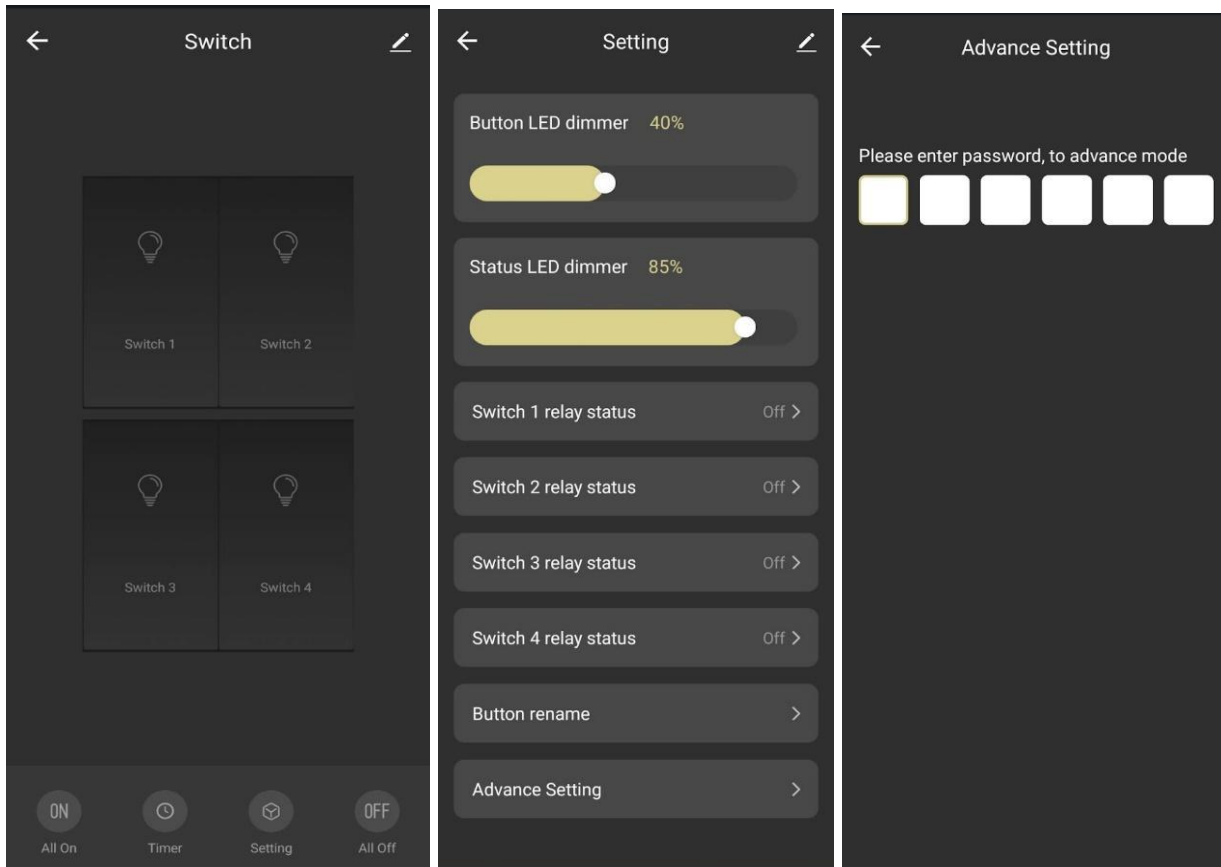 Switch
Switch 1
Switch 2
Switch 3
Switch 4
ON
OFF
All On
Timer
Setting
All Off
Setting
Button LED dimmer 40%
Status LED dimmer 85%
Switch 1 relay status Off
Switch 2 relay status Off
Switch 3 relay status Off
Switch 4 relay status Off
Button rename
Advance Setting
Advance Setting
Please enter password, to advance mode